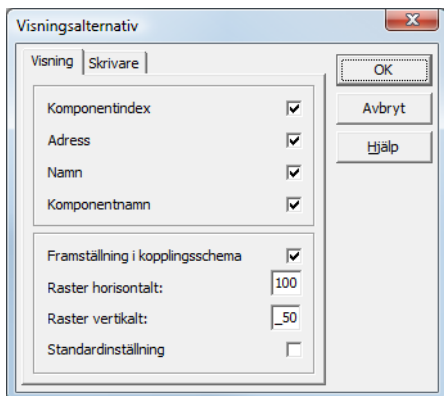 Visningsalternativ
Visning
Skrivare
OK
Avbryt
Hjälp
Komponentindex
Adress
Namn
Komponentnamn
Framställning i kopplingsschema
Raster horisontalt: 100
Raster vertikalt: _50
Standardinställning